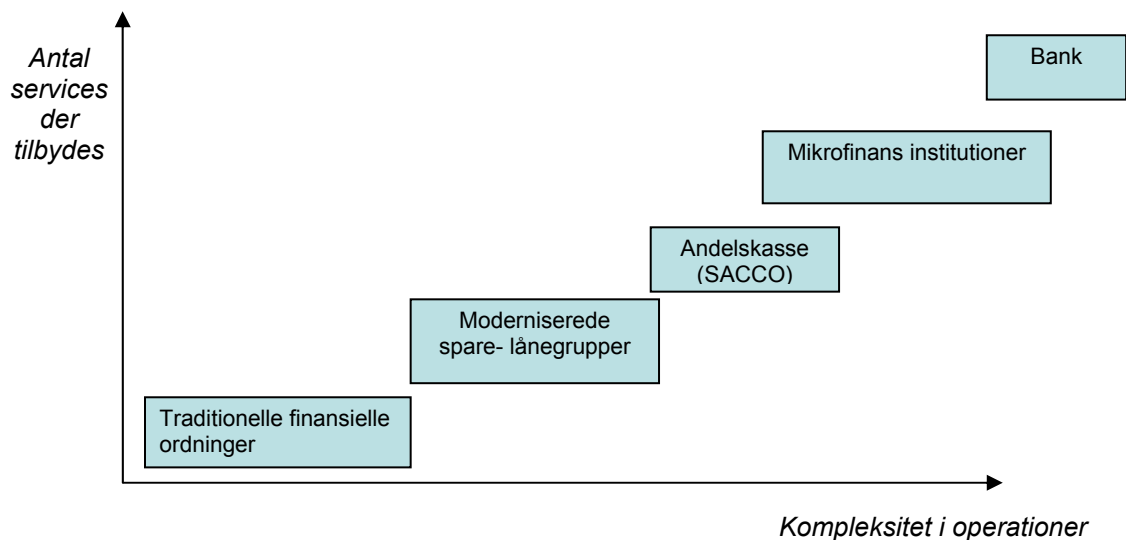 Antal
services
der
tilbydes
Bank
Mikrofinans institutioner
Andelskasse
(SACCO)
Moderniserede
spare- lånegrupper
Traditionelle finansielle
ordninger
Kompleksitet i operationer